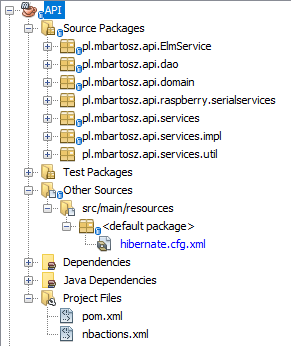 API
Source Packages
pl.mbartosz.api.ElmService
pl.mbartosz.api.dao
pl.mbartosz.api.domain
pl.mbartosz.api.raspberry.serialservices
pl.mbartosz.api.services
pl.mbartosz.api.services.impl
pl.mbartosz.api.services.util
Test Packages
Other Sources
src/main/resources
<default package>
hibernate.cfg.xml
Dependencies
Java Dependencies
Project Files
pom.xml
nbactions.xml